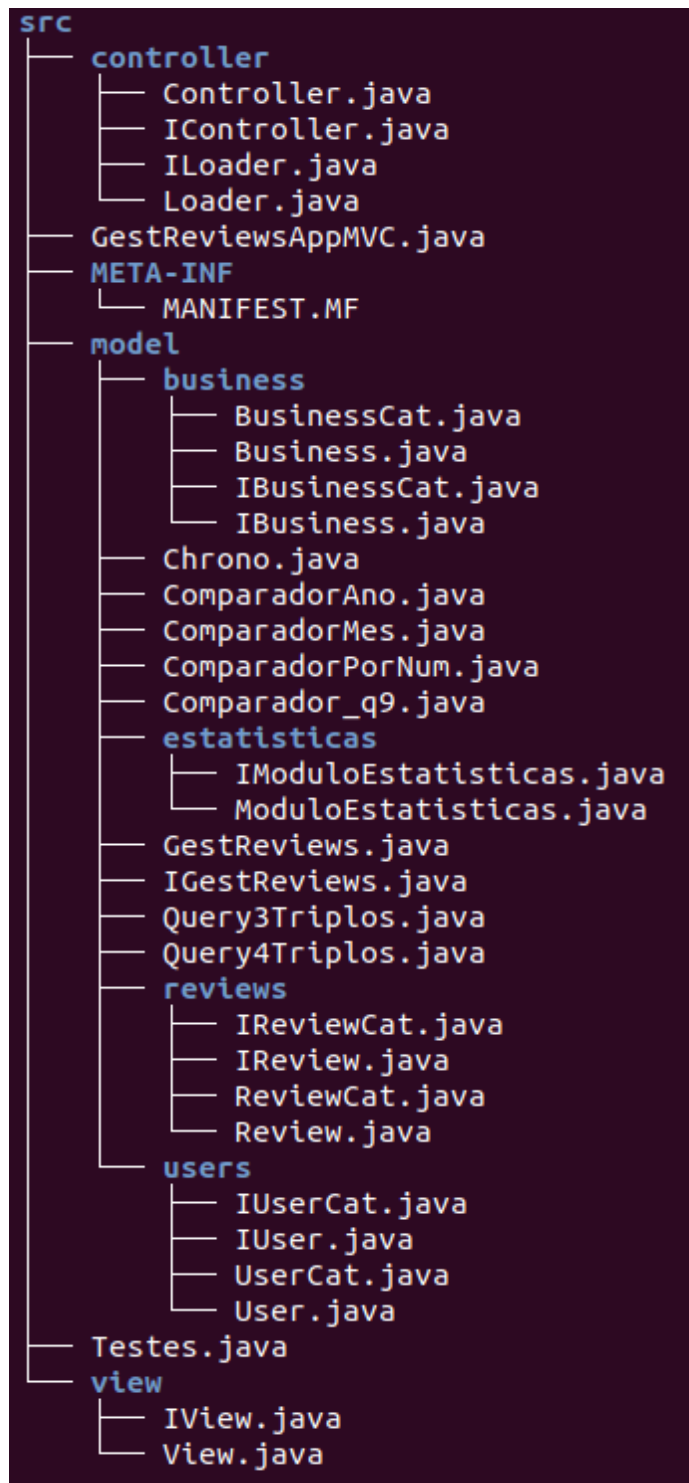 src
controller
Controller.java
IController.java
ILoader.java
Loader.java
GestReviewsAppMVC.java
META-INF
MANIFEST.MF
model
business
BusinessCat.java
Business.java
IBusinessCat.java
IBusiness.java
Chrono.java
ComparadorAno.java
ComparadorMes.java
ComparadorPorNum.java
Comparador_q9.java
estatisticas
IModuloEstatisticas.java
ModuloEstatisticas.java
GestReviews.java
IGestReviews.java
Query3Triplos.java
Query4Triplos.java
reviews
IReviewCat.java
IReview.java
ReviewCat.java
Review.java
users
IUserCat.java
IUser.java
UserCat.java
User.java
Testes.java
view
IView.java
View.java